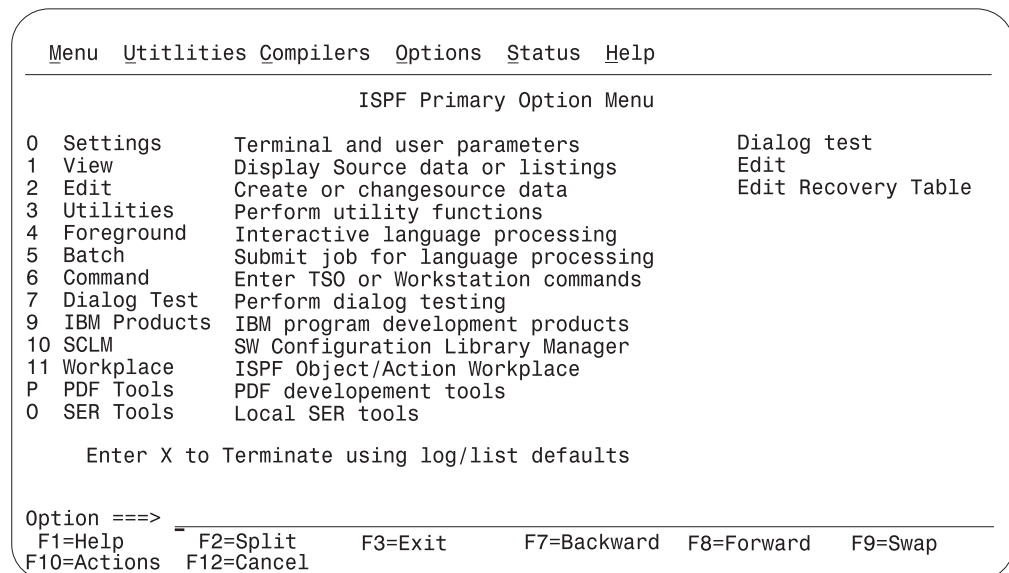 Menu Utitlities Compilers Options Status Help
ISPF Primary Option Menu
0 Settings Terminal and user parameters Dialog test
1 View Display Source data or listings Edit
2 Edit Create or changesource data Edit Recovery Table
3 Utilities Perform utility functions
4 Foreground Interactive language processing
5 Batch Submit job for language processing
6 Command Enter TSO or Workstation commands
7 Dialog Test Perform dialog testing
9 IBM Products IBM program development products
10 SCLM SW Configuration Library Manager
11 Workplace ISPF Object/Action Workplace
P PDF Tools PDF developement tools
O SER Tools Local SER tools
Enter X to Terminate using log/list defaults
Option ===> _
F1=Help F2=Split F3=Exit F7=Backward F8=Forward F9=Swap
F10=Actions F12=Cancel